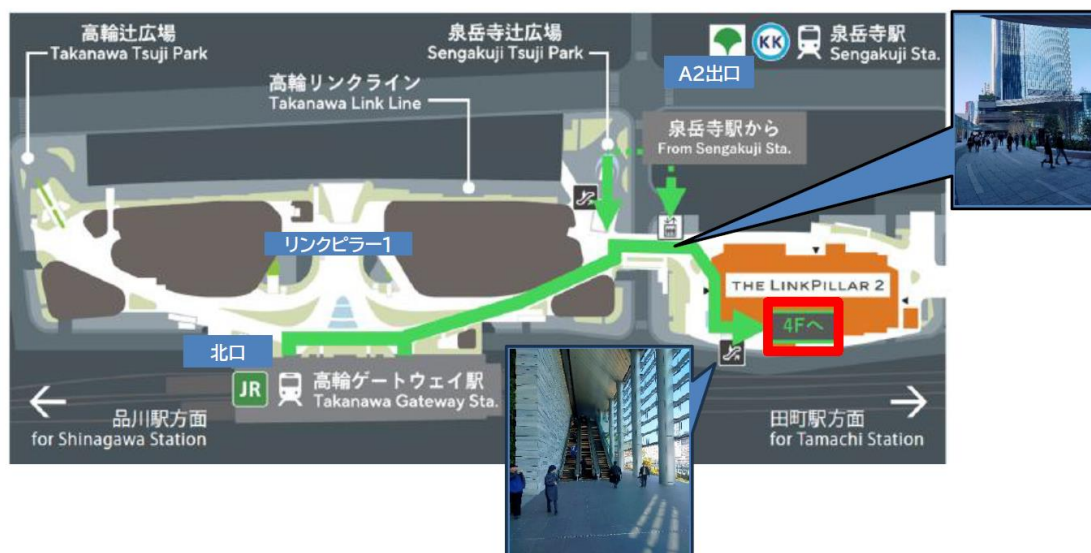 高輪辻広場
Takanawa Tsuji Park
泉岳寺辻広場
Sengakuji Tsuji Park
高輪リンクライン
Takanawa Link Line
KK
泉岳寺駅
Sengakuji Sta.
A2出口
泉岳寺駅から
From Sengakuji Sta.
リンクピラー1
THE LINKPILLAR 2
4Fへ
北口
JR
高輪ゲートウェイ駅
Takanawa Gateway Sta.
品川駅方面
for Shinagawa Station
田町駅方面
for Tamachi Station